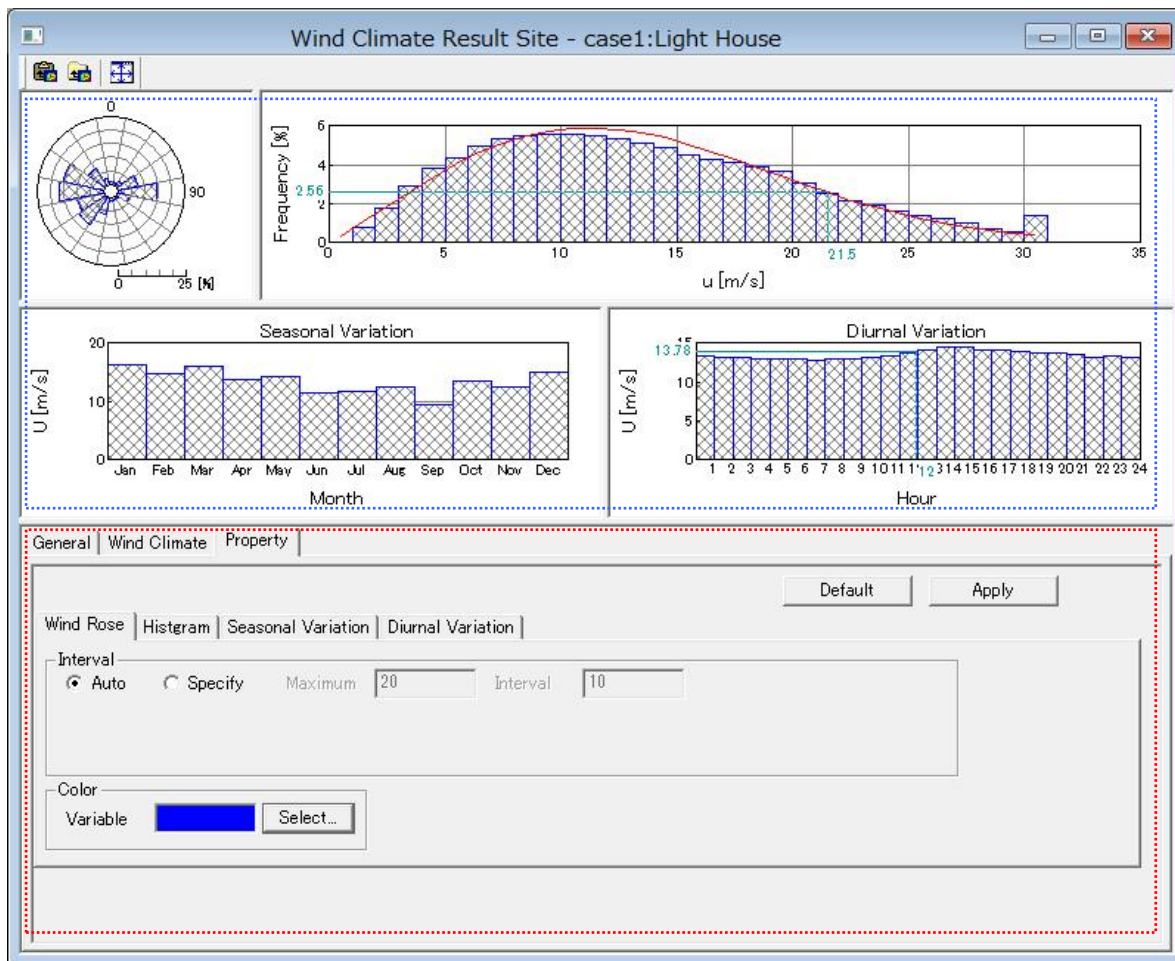 Wind Climate Result Site - case1:Light House
0
90
0 25 [%]
Frequency [%]
6
4
2.56
2
0
0 5 10 15 20 21.5 25 30 35
u [m/s]
Seasonal Variation
U [m/s]
20
10
0
Jan Feb Mar Apr May Jun Jul Aug Sep Oct Nov Dec
Month
Diurnal Variation
U [m/s]
15
13.78
10
5
0
1 2 3 4 5 6 7 8 9 10 11 12 3 14 15 16 17 18 19 20 21 22 23 24
Hour
General Wind Climate Property
Default Apply
Wind Rose Histgram Seasonal Variation Diurnal Variation
Interval
Auto Specify Maximum 20 Interval 10
Color
Variable Select...